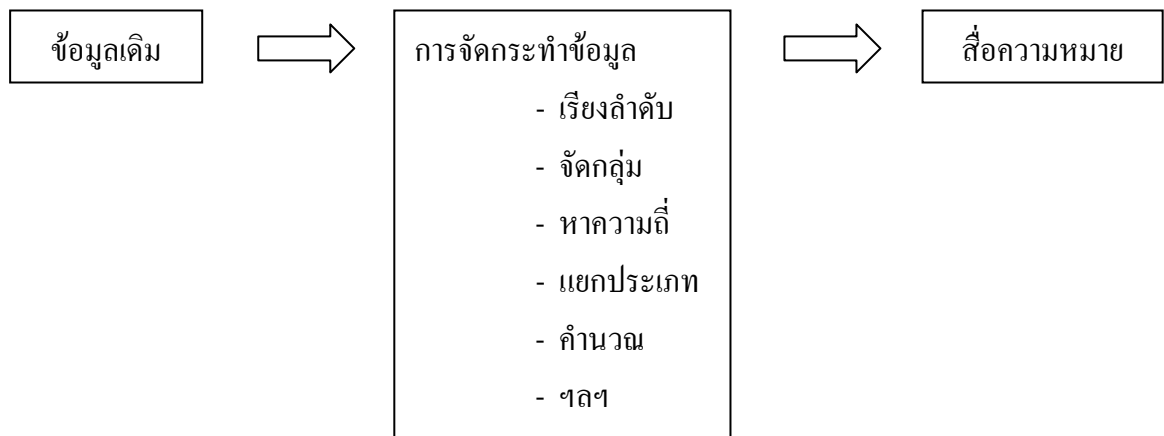 ข้อมูลเดิม
การจัดกระทำข้อมูล
- เรียงลำดับ
- จัดกลุ่ม
- หาความถี่
- แยกประเภท
- คำนวณ
- ฯลฯ
สื่อความหมาย